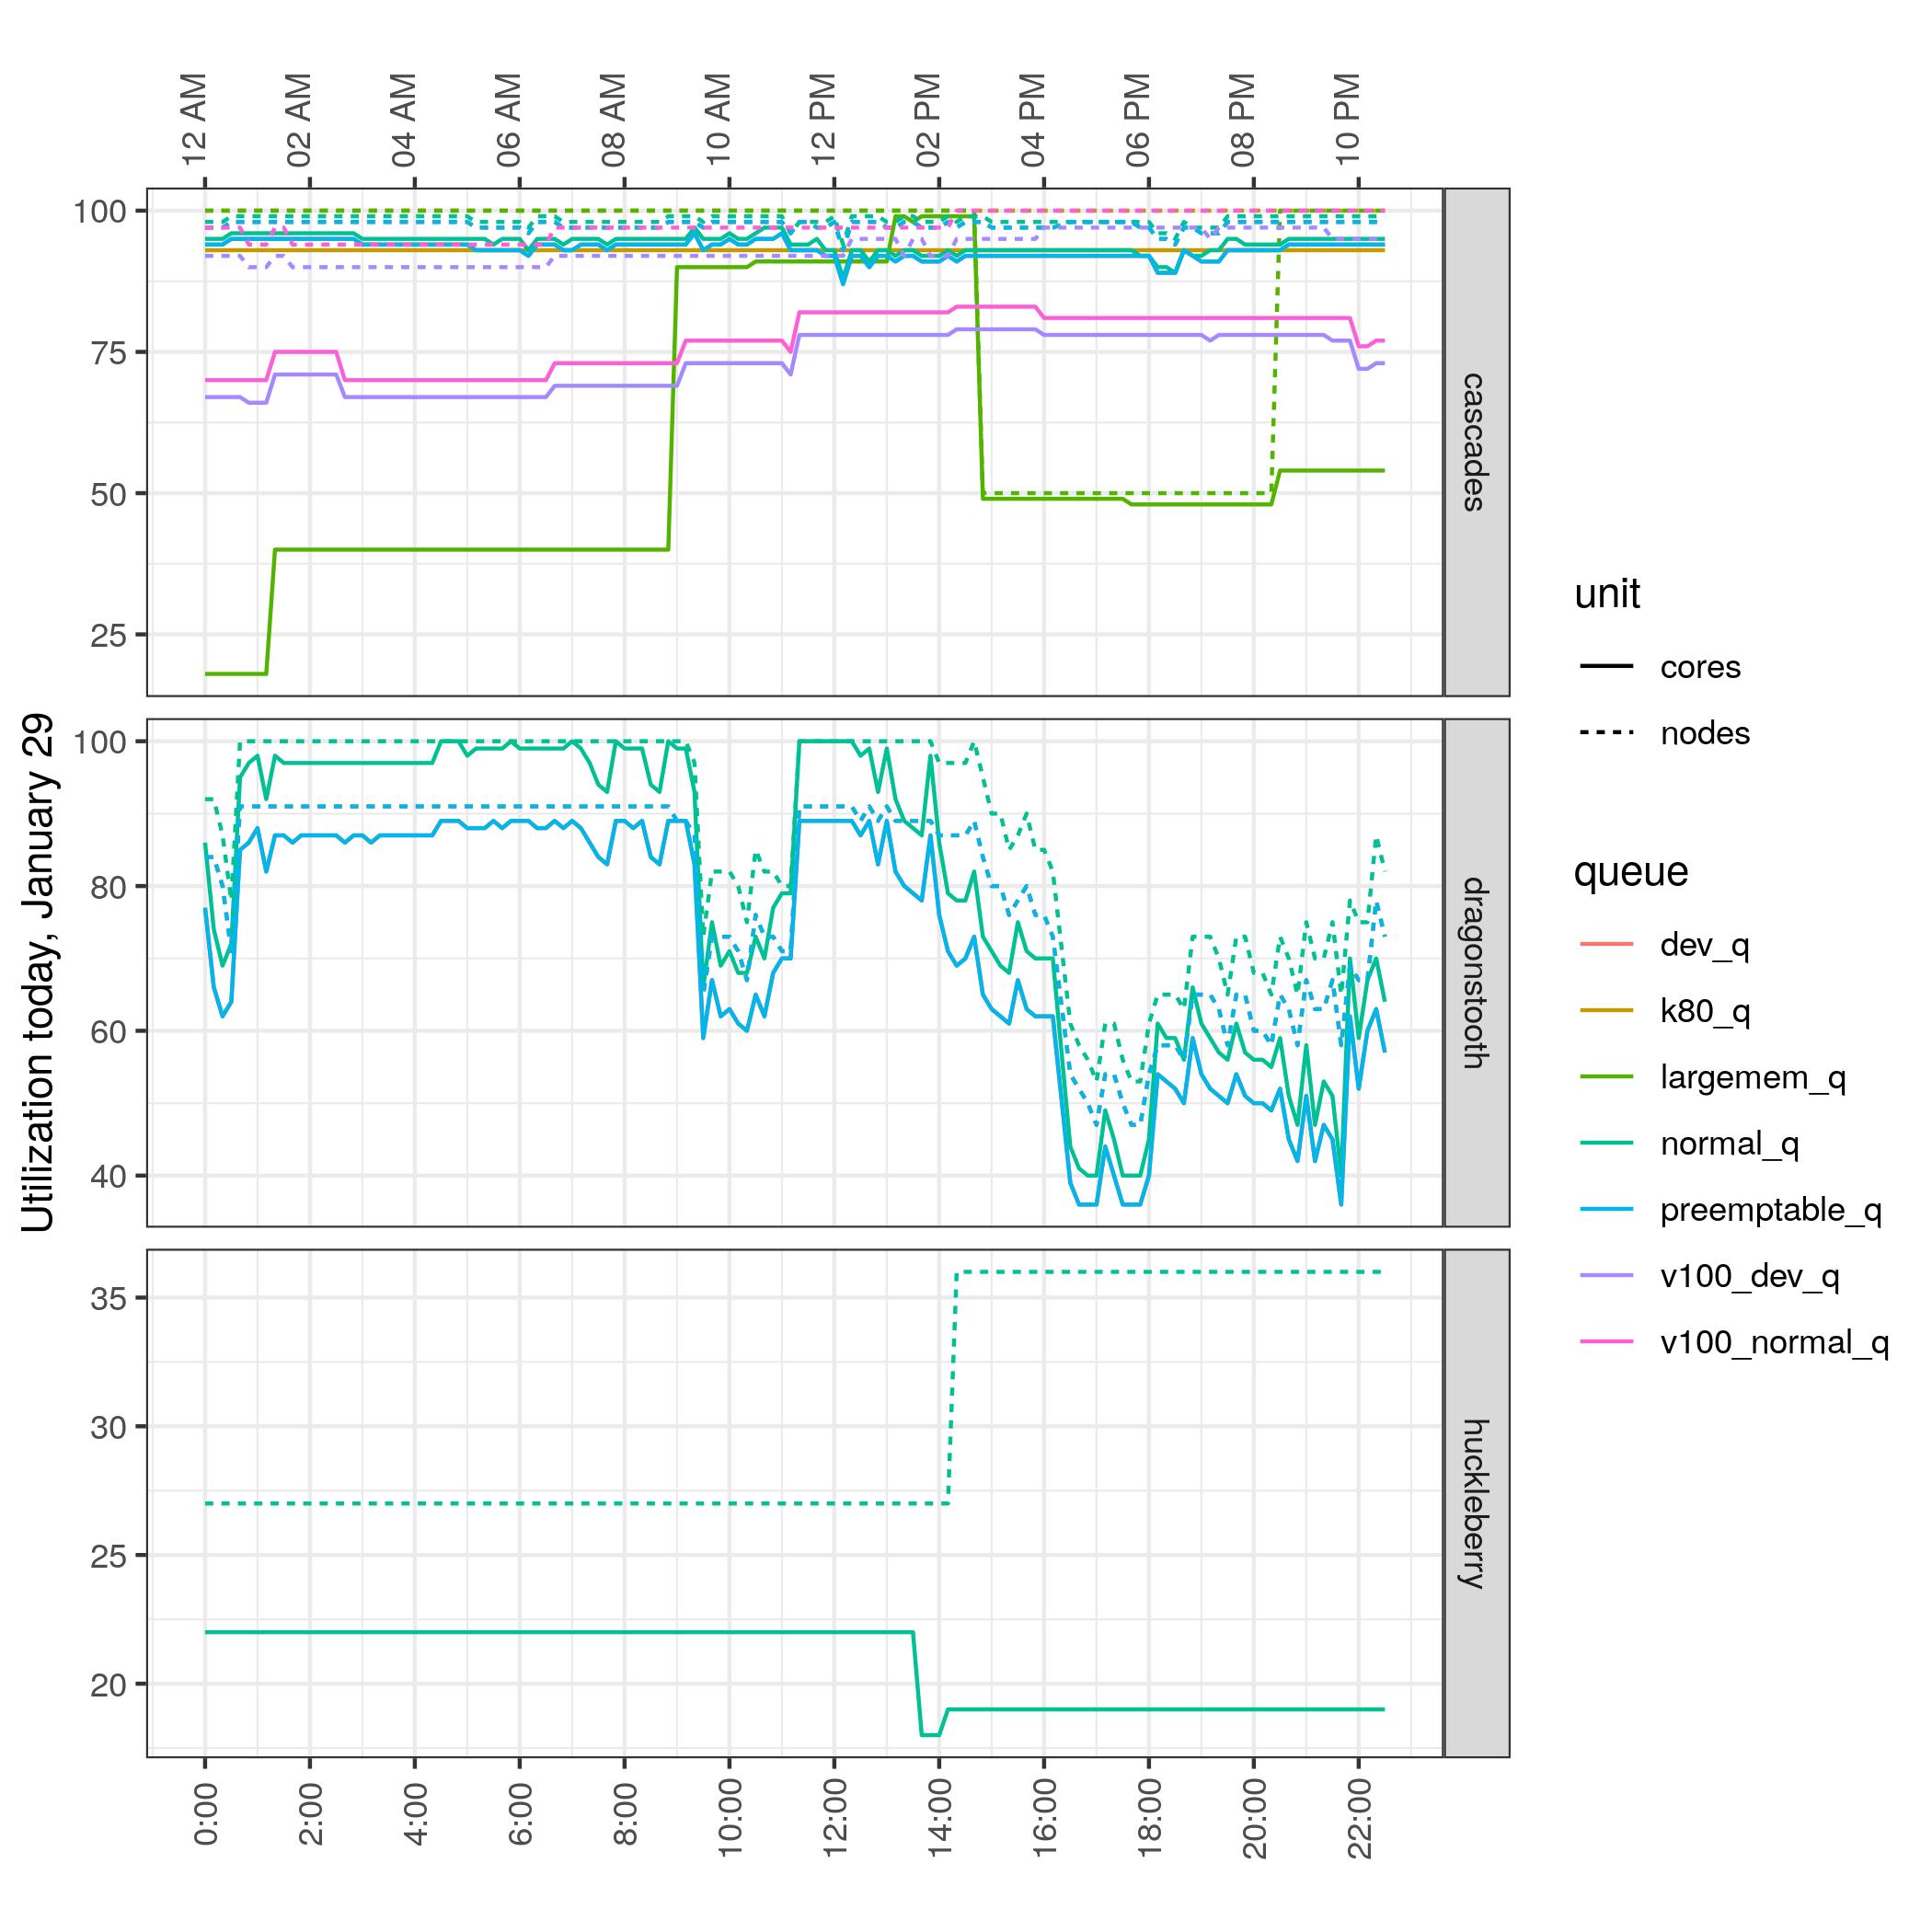 12 AM
02 AM
04 AM
06 AM
08 AM
10 AM
12 PM
02 PM
04 PM
06 PM
08 PM
10 PM
Utilization today, January 29
100
75
50
25
cascades
100
80
60
40
dragonstooth
35
30
25
20
huckleberry
0:00
2:00
4:00
6:00
8:00
10:00
12:00
14:00
16:00
18:00
20:00
22:00
unit
cores
nodes
queue
dev_q
k80_q
largemem_q
normal_q
preemptable_q
v100_dev_q
v100_normal_q